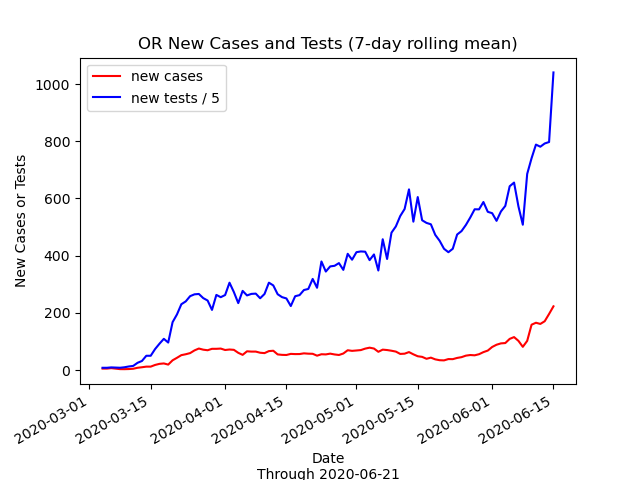 OR New Cases and Tests (7-day rolling mean)
new cases
new tests / 5
New Cases or Tests
1000
800
600
400
200
0
2020-03-01
2020-03-15
2020-04-01
2020-04-15
2020-05-01
2020-05-15
2020-06-01
2020-06-15
Date
Through 2020-06-21